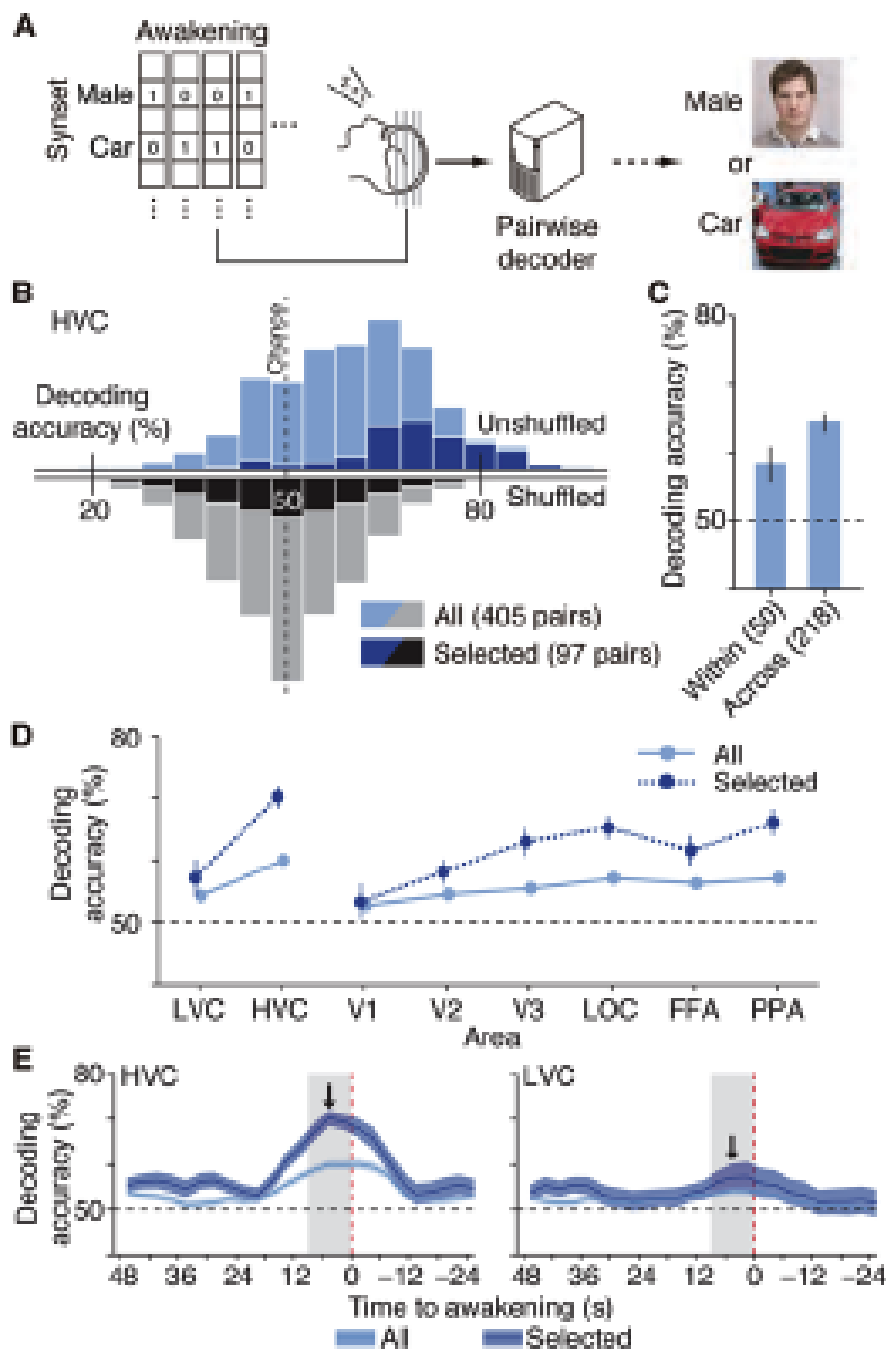 A
Awakening
Synset
Male 1 0 0 1
Car 0 1 1 0
Pairwise
decoder
Male
or
Car
B
HVC
Chance
Decoding
accuracy (%)
Unshuffled
20
50
80
Shuffled
All (405 pairs)
Selected (97 pairs)
C
Decoding accuracy (%)
80
50
Within (50)
Across (218)
D
Decoding
accuracy (%)
80
50
All
Selected
LVC HVC V1 V2 V3 LOC FFA PPA
Area
E
Decoding
accuracy (%)
80
50
HVC
LVC
48 36 24 12 0 −12 −24
48 36 24 12 0 −12 −24
Time to awakening (s)
All Selected